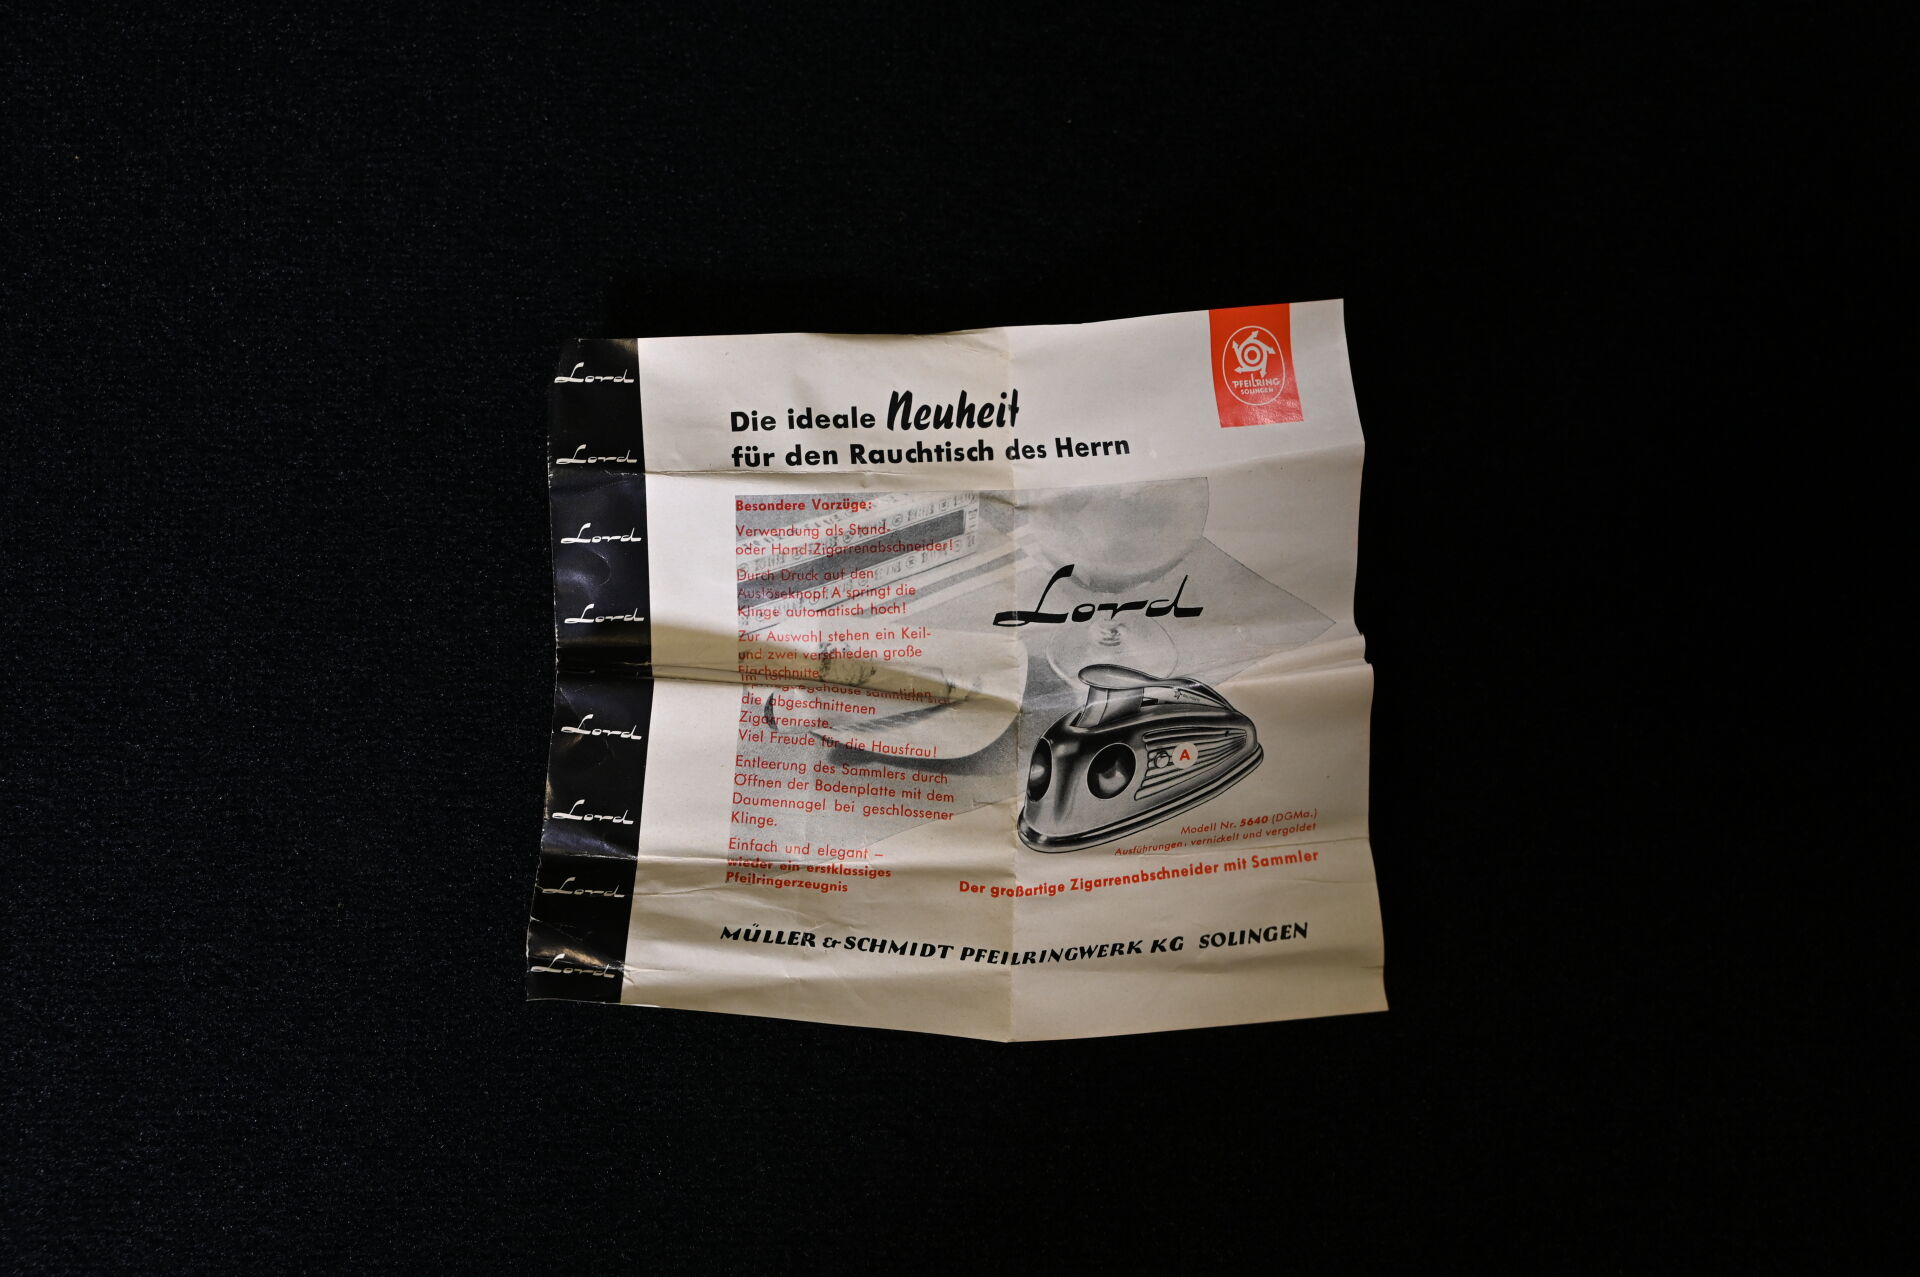 Lord
Lord
Lord
Lord
Lord
Lord
Lord
Lord
PFEILRING
SOLINGEN
Die ideale Neuheit
für den Rauchtisch des Herrn
Besondere Vorzüge:
Verwendung als Stand-
oder Hand-Zigarrenabschneider!
Durch Druck auf den
Auslöseknopf A springt die
Klinge automatisch hoch!
Zur Auswahl stehen ein Keil-
und zwei verschieden große
Flachschnitte.
Im
die abgeschnittenen
Zigarrenreste.
Viel Freude für die Hausfrau!
Entleerung des Sammlers durch
Öffnen der Bodenplatte mit dem
Daumennagel bei geschlossener
Klinge.
Einfach und elegant –
wieder ein erstklassiges
Pfeilringerzeugnis
Lord
A
Modell Nr. 5640 (DGMa.)
Ausführungen: vernickelt und vergoldet
Der großartige Zigarrenabschneider mit Sammler
MÜLLER & SCHMIDT PFEILRINGWERK KG SOLINGEN